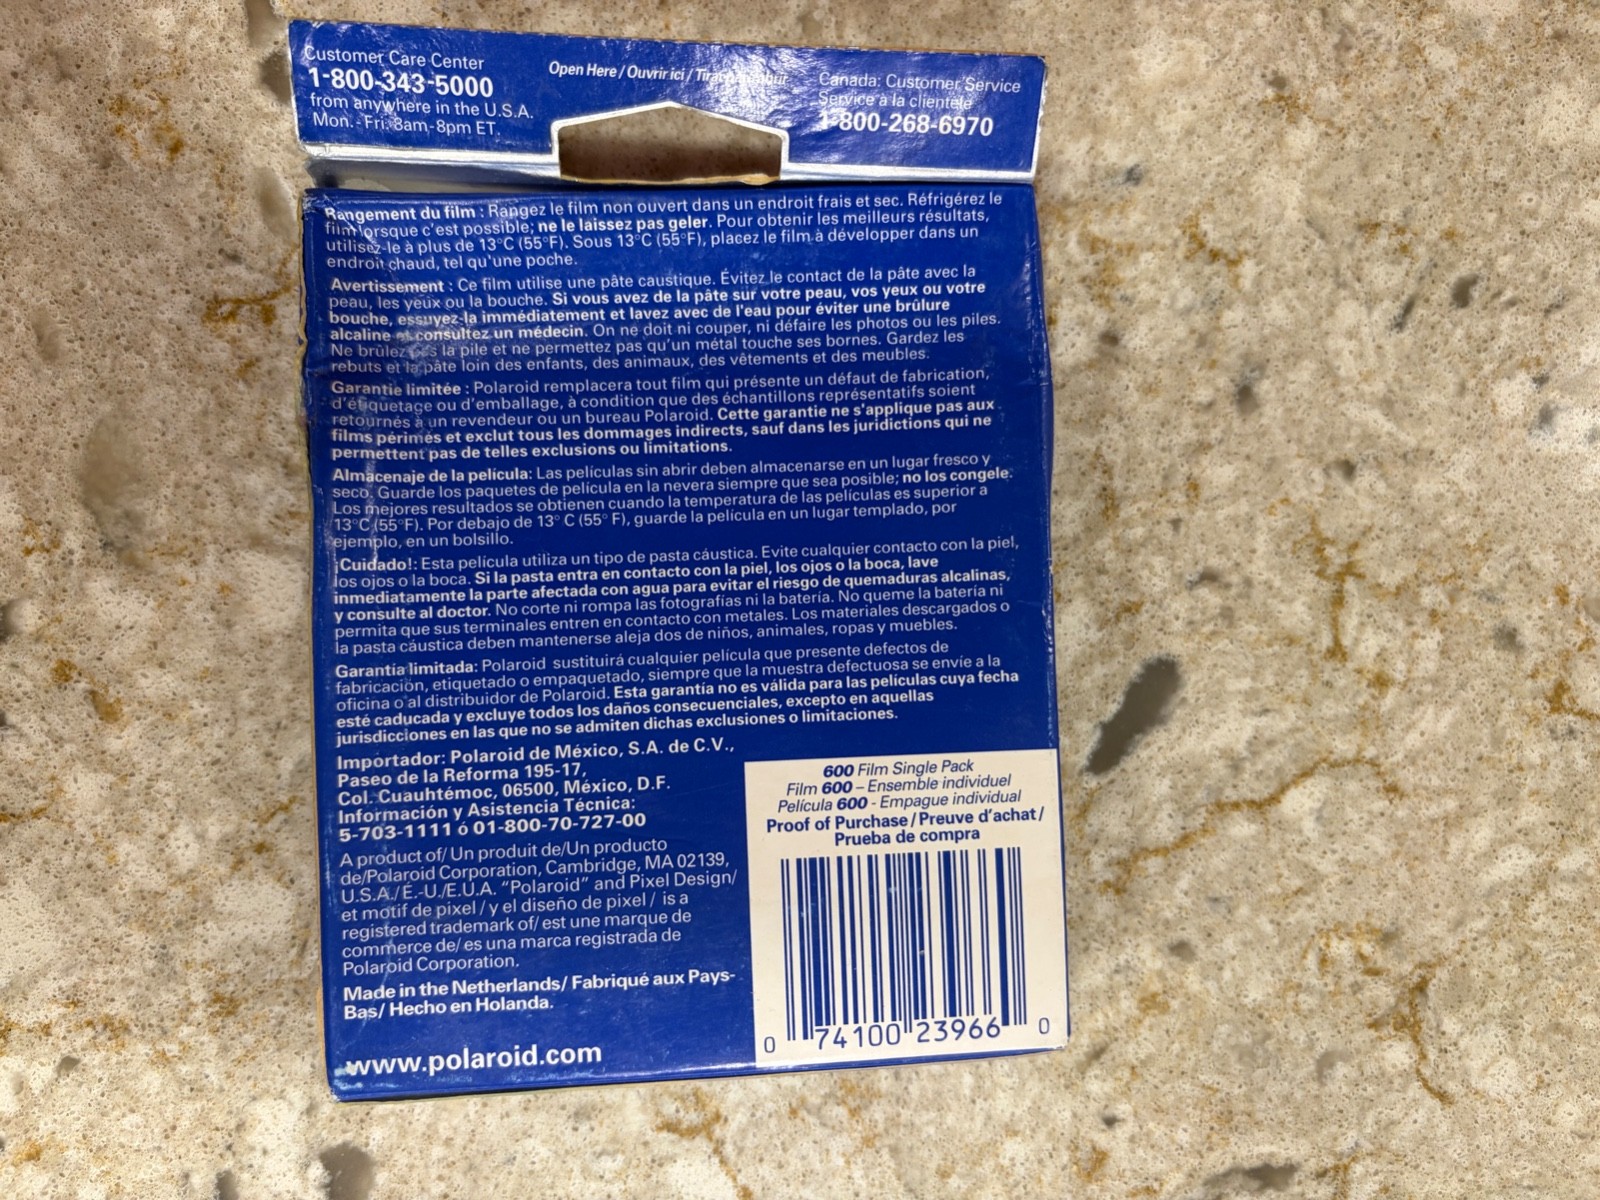 Customer Care Center
1-800-343-5000
from anywhere in the U.S.A.
Mon.-Fri. 8am-8pm ET.
Open Here / Ouvrir ici /
Canada: Customer Service
Service à la clientèle
1-800-268-6970
Rangement du film : Rangez le film non ouvert dans un endroit frais et sec. Réfrigérez le
film lorsque c'est possible; ne le laissez pas geler. Pour obtenir les meilleurs résultats,
utilisez-le à plus de 13°C (55°F). Sous 13°C (55°F), placez le film à développer dans un
endroit chaud, tel qu'une poche.
Avertissement : Ce film utilise une pâte caustique. Évitez le contact de la pâte avec la
peau, les yeux ou la bouche. Si vous avez de la pâte sur votre peau, vos yeux ou votre
bouche, essuyez-la immédiatement et lavez avec de l'eau pour éviter une brûlure
alcaline et consultez un médecin. On ne doit ni couper, ni défaire les photos ou les piles.
Ne brûlez pas la pile et ne permettez pas qu'un métal touche ses bornes. Gardez les
rebuts et la pâte loin des enfants, des animaux, des vêtements et des meubles.
Garantie limitée : Polaroid remplacera tout film qui présente un défaut de fabrication,
d'étiquetage ou d'emballage, à condition que des échantillons représentatifs soient
retournés à un revendeur ou un bureau Polaroid. Cette garantie ne s'applique pas aux
films périmés et exclut tous les dommages indirects, sauf dans les juridictions qui ne
permettent pas de telles exclusions ou limitations.
Almacenaje de la película: Las películas sin abrir deben almacenarse en un lugar fresco y
seco. Guarde los paquetes de película en la nevera siempre que sea posible; no los congele.
Los mejores resultados se obtienen cuando la temperatura de las películas es superior a
13°C (55°F). Por debajo de 13° C (55° F), guarde la película en un lugar templado, por
ejemplo, en un bolsillo.
¡Cuidado!: Esta película utiliza un tipo de pasta cáustica. Evite cualquier contacto con la piel,
los ojos o la boca. Si la pasta entra en contacto con la piel, los ojos o la boca, lave
inmediatamente la parte afectada con agua para evitar el riesgo de quemaduras alcalinas,
y consulte al doctor. No corte ni rompa las fotografías ni la batería. No queme la batería ni
permita que sus terminales entren en contacto con metales. Los materiales descargados o
la pasta cáustica deben mantenerse aleja dos de niños, animales, ropas y muebles.
Garantía limitada: Polaroid sustituirá cualquier película que presente defectos de
fabricación, etiquetado o empaquetado, siempre que la muestra defectuosa se envíe a la
oficina o al distribuidor de Polaroid. Esta garantía no es válida para las películas cuya fecha
esté caducada y excluye todos los daños consecuenciales, excepto en aquellas
jurisdicciones en las que no se admiten dichas exclusiones o limitaciones.
Importador: Polaroid de México, S.A. de C.V.,
Paseo de la Reforma 195-17,
Col. Cuauhtémoc, 06500, México, D.F.
Información y Asistencia Técnica:
5-703-1111 ó 01-800-70-727-00
A product of/ Un produit de/Un producto
de/Polaroid Corporation, Cambridge, MA 02139,
U.S.A./É.-U./E.U.A. "Polaroid" and Pixel Design/
et motif de pixel / y el diseño de pixel / is a
registered trademark of/ est une marque de
commerce de/ es una marca registrada de
Polaroid Corporation.
Made in the Netherlands/ Fabriqué aux Pays-
Bas/ Hecho en Holanda.
www.polaroid.com
600 Film Single Pack
Film 600 – Ensemble individuel
Película 600 - Empague individual
Proof of Purchase / Preuve d'achat /
Prueba de compra
0 74100 23966 0